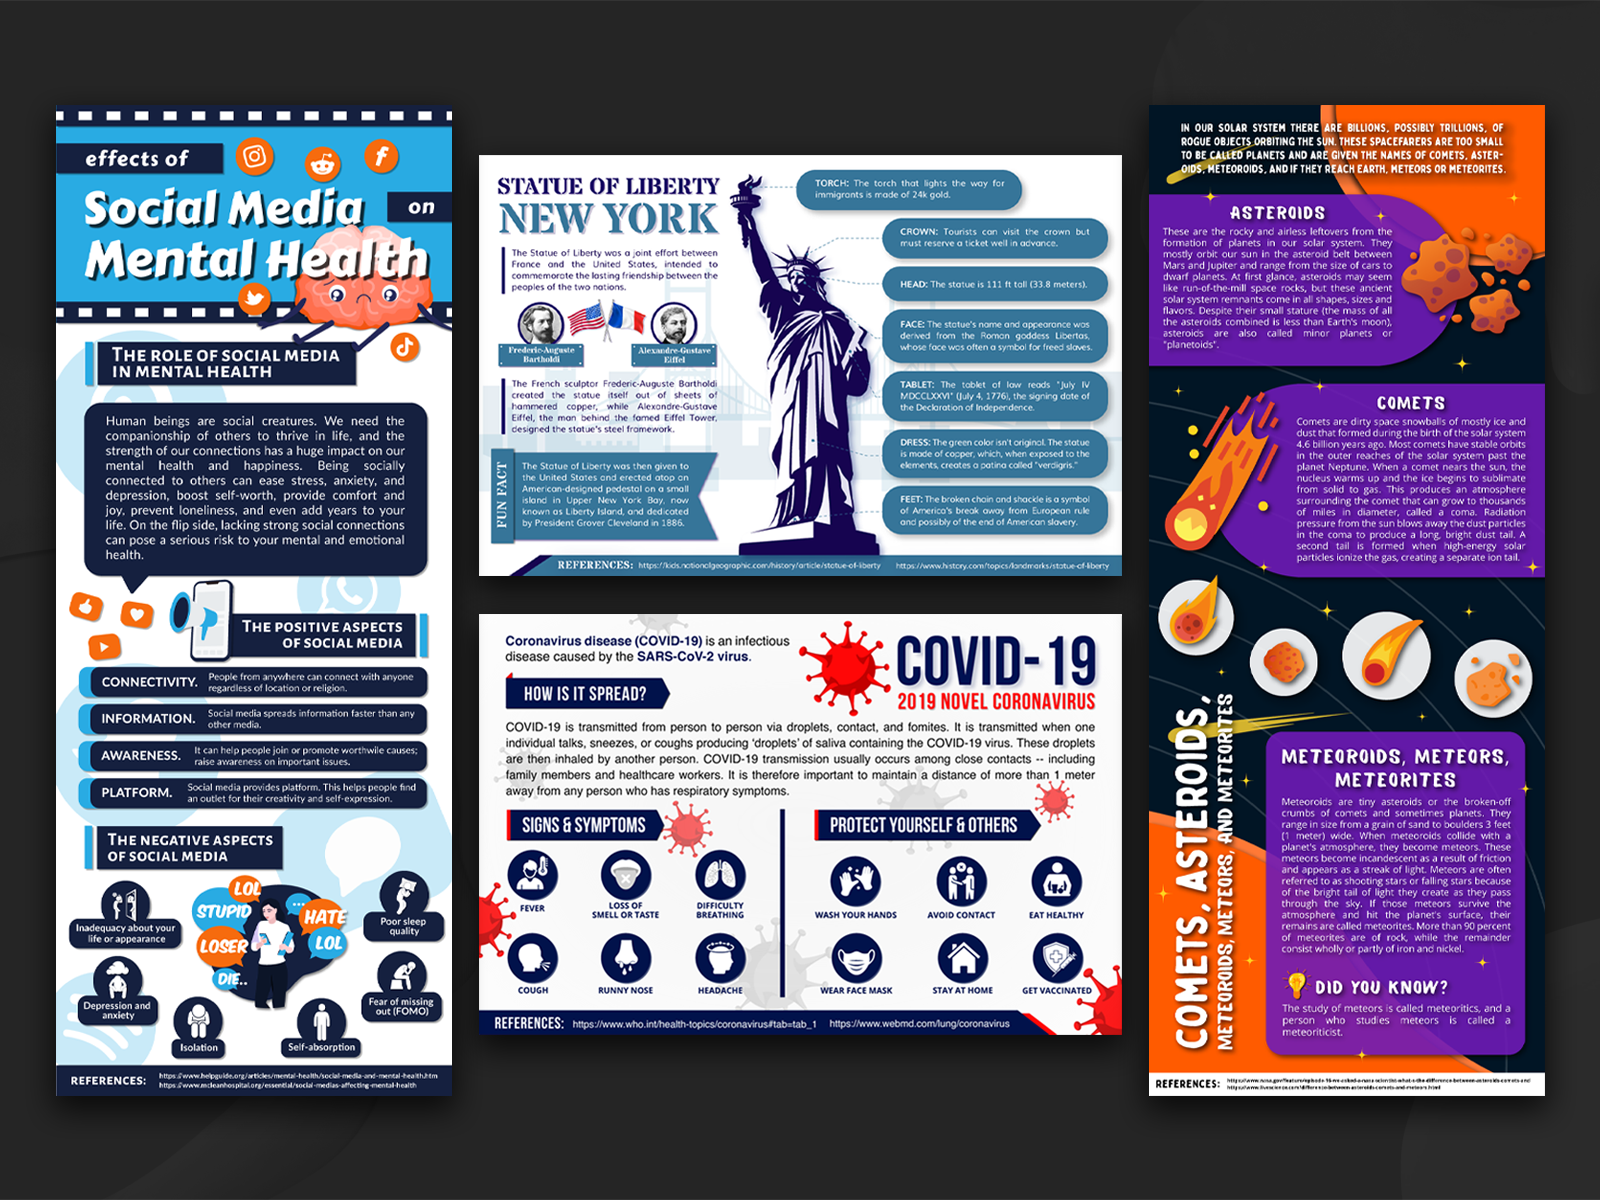 effects of
Social Media
on
Mental Health
THE ROLE OF SOCIAL MEDIA
IN MENTAL HEALTH
Human beings are social creatures. We need the
companionship of others to thrive in life, and the
strength of our connections has a huge impact on our
mental health and happiness. Being socially
connected to others can ease stress, anxiety, and
depression, boost self-worth, provide comfort and
joy, prevent loneliness, and even add years to your
life. On the flip side, lacking strong social connections
can pose a serious risk to your mental and emotional
health.
THE POSITIVE ASPECTS
OF SOCIAL MEDIA
CONNECTIVITY. People from anywhere can connect with anyone
regardless of location or religion.
INFORMATION. Social media spreads information faster than any
other media.
AWARENESS. It can help people join or promote worthwile causes;
raise awareness on important issues.
PLATFORM. Social media provides platform. This helps people find
an outlet for their creativity and self-expression.
THE NEGATIVE ASPECTS
OF SOCIAL MEDIA
LOL
STUPID
...
HATE
LOSER
LOL
DIE..
Inadequacy about your
life or appearance
Poor sleep
quality
Depression and
anxiety
Fear of missing
out (FOMO)
Isolation
Self-absorption
REFERENCES:
https://www.helpguide.org/articles/mental-health/social-media-and-mental-health.htm
https://www.mcleanhospital.org/essential/social-medias-affecting-mental-health
STATUE OF LIBERTY
NEW YORK
The Statue of Liberty was a joint effort between
France and the United States, intended to
commemorate the lasting friendship between the
peoples of the two nations.
Frederic-Auguste
Bartholdi
Alexandre-Gustave
Eiffel
The French sculptor Frederic-Auguste Bartholdi
created the statue itself out of sheets of
hammered copper, while Alexandre-Gustave
Eiffel, the man behind the famed Eiffel Tower,
designed the statue's steel framework.
FUN FACT
The Statue of Liberty was then given to
the United States and erected atop an
American-designed pedestal on a small
island in Upper New York Bay, now
known as Liberty Island, and dedicated
by President Grover Cleveland in 1886.
TORCH: The torch that lights the way for
immigrants is made of 24k gold.
CROWN: Tourists can visit the crown but
must reserve a ticket well in advance.
HEAD: The statue is 111 ft tall (33.8 meters).
FACE: The statue's name and appearance was
derived from the Roman goddess Libertas,
whose face was often a symbol for freed slaves.
TABLET: The tablet of law reads "July IV
MDCCLXXVI" (July 4, 1776), the signing date of
the Declaration of Independence.
DRESS: The green color isn't original. The statue
is made of copper, which, when exposed to the
elements, creates a patina called "verdigris."
FEET: The broken chain and shackle is a symbol
of America's break away from European rule
and possibly of the end of American slavery.
REFERENCES: https://kids.nationalgeographic.com/history/article/statue-of-liberty https://www.history.com/topics/landmarks/statue-of-liberty
Coronavirus disease (COVID-19) is an infectious
disease caused by the SARS-CoV-2 virus.
COVID-19
2019 NOVEL CORONAVIRUS
HOW IS IT SPREAD?
COVID-19 is transmitted from person to person via droplets, contact, and fomites. It is transmitted when one
individual talks, sneezes, or coughs producing 'droplets' of saliva containing the COVID-19 virus. These droplets
are then inhaled by another person. COVID-19 transmission usually occurs among close contacts -- including
family members and healthcare workers. It is therefore important to maintain a distance of more than 1 meter
away from any person who has respiratory symptoms.
SIGNS & SYMPTOMS
FEVER
LOSS OF
SMELL OR TASTE
DIFFICULTY
BREATHING
COUGH
RUNNY NOSE
HEADACHE
PROTECT YOURSELF & OTHERS
WASH YOUR HANDS
AVOID CONTACT
EAT HEALTHY
WEAR FACE MASK
STAY AT HOME
GET VACCINATED
REFERENCES: https://www.who.int/health-topics/coronavirus#tab=tab_1 https://www.webmd.com/lung/coronavirus
IN OUR SOLAR SYSTEM THERE ARE BILLIONS, POSSIBLY TRILLIONS, OF
ROGUE OBJECTS ORBITING THE SUN. THESE SPACEFARERS ARE TOO SMALL
TO BE CALLED PLANETS AND ARE GIVEN THE NAMES OF COMETS, ASTER-
OIDS, METEOROIDS, AND IF THEY REACH EARTH, METEORS OR METEORITES.
ASTEROIDS
These are the rocky and airless leftovers from the
formation of planets in our solar system. They
mostly orbit our sun in the asteroid belt between
Mars and Jupiter and range from the size of cars to
dwarf planets. At first glance, asteroids may seem
like run-of-the-mill space rocks, but these ancient
solar system remnants come in all shapes, sizes and
flavors. Despite their small stature (the mass of all
the asteroids combined is less than Earth's moon),
asteroids are also called minor planets or
"planetoids".
COMETS
Comets are dirty space snowballs of mostly ice and
dust that formed during the birth of the solar system
4.6 billion years ago. Most comets have stable orbits
in the outer reaches of the solar system past the
planet Neptune. When a comet nears the sun, the
nucleus warms up and the ice begins to sublimate
from solid to gas. This produces an atmosphere
surrounding the comet that can grow to thousands
of miles in diameter, called a coma. Radiation
pressure from the sun blows away the dust particles
in the coma to produce a long, bright dust tail. A
second tail is formed when high-energy solar
particles ionize the gas, creating a separate ion tail.
COMETS, ASTEROIDS,
METEOROIDS, METEORS, AND METEORITES
METEOROIDS, METEORS,
METEORITES
Meteoroids are tiny asteroids or the broken-off
crumbs of comets and sometimes planets. They
range in size from a grain of sand to boulders 3 feet
(1 meter) wide. When meteoroids collide with a
planet's atmosphere, they become meteors. These
meteors become incandescent as a result of friction
and appears as a streak of light. Meteors are often
referred to as shooting stars or falling stars because
of the bright tail of light they create as they pass
through the sky. If those meteors survive the
atmosphere and hit the planet's surface, their
remains are called meteorites. More than 90 percent
of meteorites are of rock, while the remainder
consist wholly or partly of iron and nickel.
DID YOU KNOW?
The study of meteors is called meteoritics, and a
person who studies meteors is called a
meteoriticist.
REFERENCES:
https://www.livescience.com/difference-between-asteroids-comets-and-meteors.html